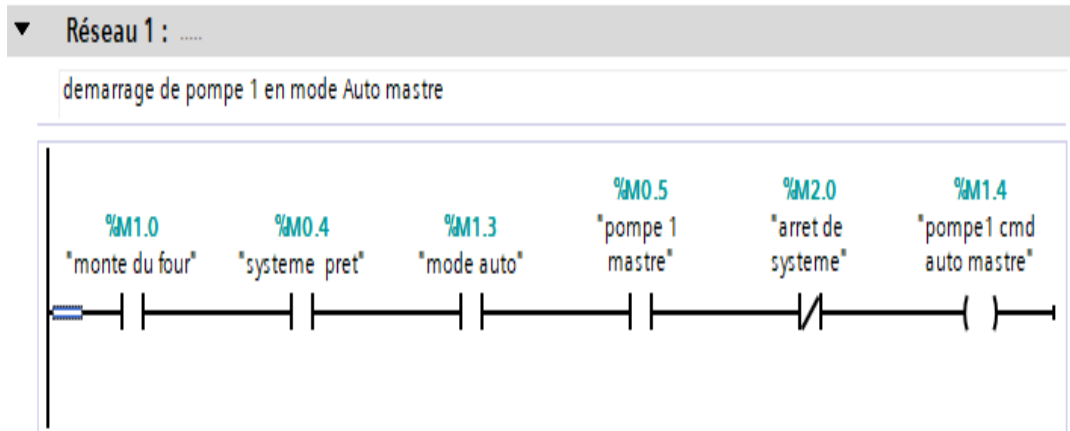 Réseau 1 : .....
demarrage de pompe 1 en mode Auto mastre
%M1.0
"monte du four"
%M0.4
"systeme pret"
%M1.3
"mode auto"
%M0.5
"pompe 1
mastre"
%M2.0
"arret de
systeme"
%M1.4
"pompe1 cmd
auto mastre"